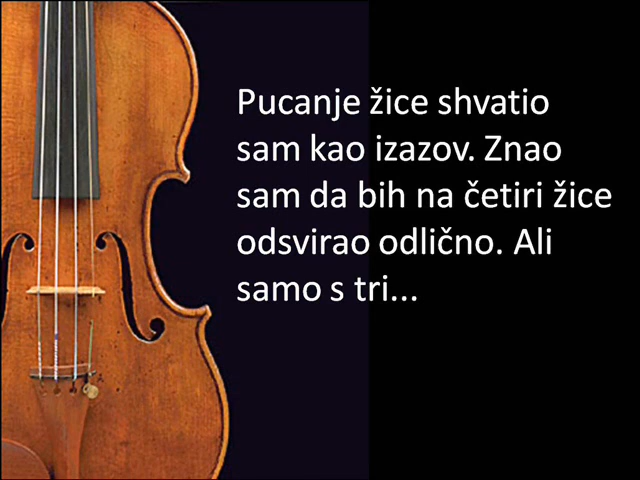 Pucanje žice shvatio
sam kao izazov. Znao
sam da bih na četiri žice
odsvirao odlično. Ali
samo s tri...